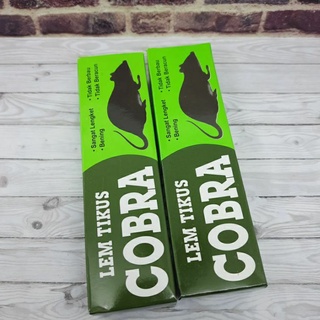 LEM TIKUS
COBRA
• Sangat Lengket
• Bening
• Tidak Berbau
• Tidak Beracun
LEM TIKUS
COBRA
• Sangat Lengket
• Bening
• Tidak Berbau
• Tidak Beracun